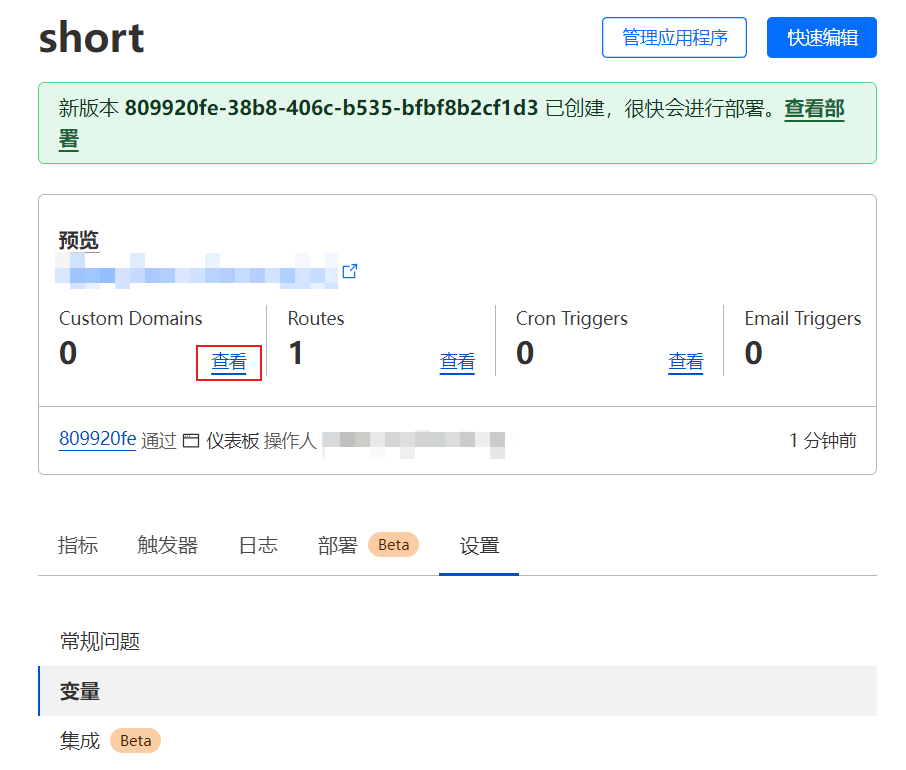 short
管理应用程序
快速编辑
新版本 809920fe-38b8-406c-b535-bfbf8b2cf1d3 已创建，很快会进行部署。查看部
署
预览
Custom Domains
0
查看
Routes
1
查看
Cron Triggers
0
查看
Email Triggers
0
809920fe 通过 仪表板 操作人
1 分钟前
指标
触发器
日志
部署 Beta
设置
常规问题
变量
集成 Beta